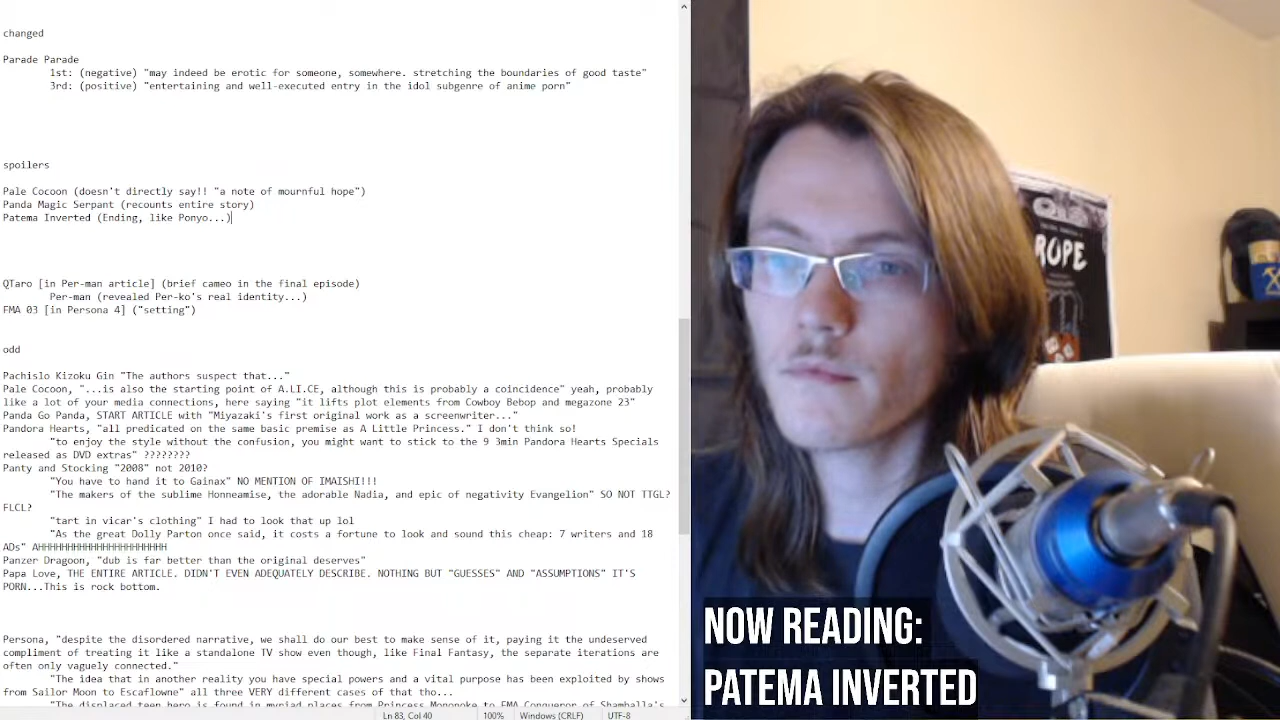 changed
Parade Parade
1st: (negative) "may indeed be erotic for someone, somewhere. stretching the boundaries of good taste"
3rd: (positive) "entertaining and well-executed entry in the idol subgenre of anime porn"
spoilers
Pale Cocoon (doesn't directly say!! "a note of mournful hope")
Panda Magic Serpant (recounts entire story)
Patema Inverted (Ending, like Ponyo...)
QTaro [in Per-man article] (brief cameo in the final episode)
Per-man (revealed Per-ko's real identity...)
FMA 03 [in Persona 4] ("setting")
odd
Pachislo Kizoku Gin "The authors suspect that..."
Pale Cocoon, "...is also the starting point of A.LI.CE, although this is probably a coincidence" yeah, probably
like a lot of your media connections, here saying "it lifts plot elements from Cowboy Bebop and megazone 23"
Panda Go Panda, START ARTICLE with "Miyazaki's first original work as a screenwriter..."
Pandora Hearts, "all predicated on the same basic premise as A Little Princess." I don't think so!
"to enjoy the style without the confusion, you might want to stick to the 9 3min Pandora Hearts Specials
released as DVD extras" ????????
Panty and Stocking "2008" not 2010?
"You have to hand it to Gainax" NO MENTION OF IMAISHI!!!
"The makers of the sublime Honneamise, the adorable Nadia, and epic of negativity Evangelion" SO NOT TTGL?
FLCL?
"tart in vicar's clothing" I had to look that up lol
"As the great Dolly Parton once said, it costs a fortune to look and sound this cheap: 7 writers and 18
ADs" AHHHHHHHHHHHHHHHHHHHHHH
Panzer Dragoon, "dub is far better than the original deserves"
Papa Love, THE ENTIRE ARTICLE. DIDN'T EVEN ADEQUATELY DESCRIBE. NOTHING BUT "GUESSES" AND "ASSUMPTIONS" IT'S
PORN...This is rock bottom.
Persona, "despite the disordered narrative, we shall do our best to make sense of it, paying it the undeserved
compliment of treating it like a standalone TV show even though, like Final Fantasy, the separate iterations are
often only vaguely connected."
"The idea that in another reality you have special powers and a vital purpose has been exploited by shows
from Sailor Moon to Escaflowne" all three VERY different cases of that tho...
"The displaced teen hero is found in myriad places from Princess Mononoke to FMA Conqueror of Shamballa's
Ln 83, Col 40
100%
Windows (CRLF)
UTF-8
ROPE
NOW READING:
PATEMA INVERTED